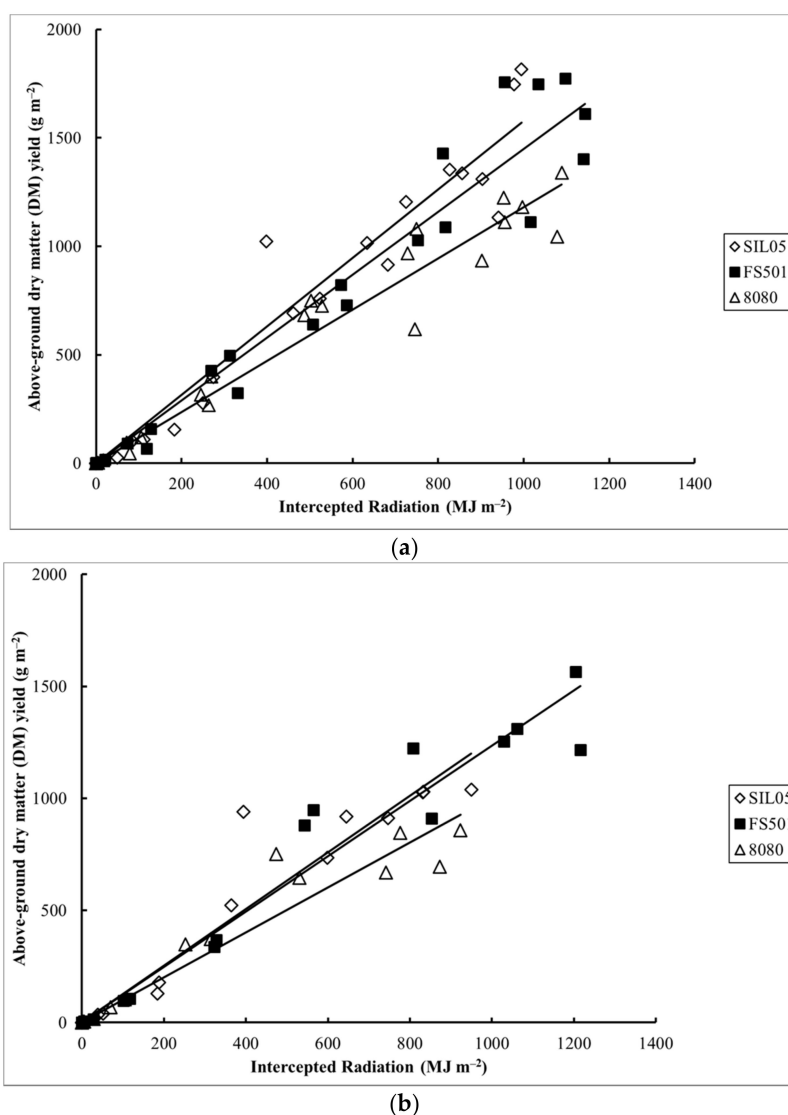 2000
1500
1000
500
0
0 200 400 600 800 1000 1200 1400
Above-ground dry matter (DM) yield (g m⁻²)
Intercepted Radiation (MJ m⁻²)
SIL05
FS501
8080
(a)
2000
1500
1000
500
0
0 200 400 600 800 1000 1200 1400
Above-ground dry matter (DM) yield (g m⁻²)
Intercepted Radiation (MJ m⁻²)
SIL05
FS501
8080
(b)